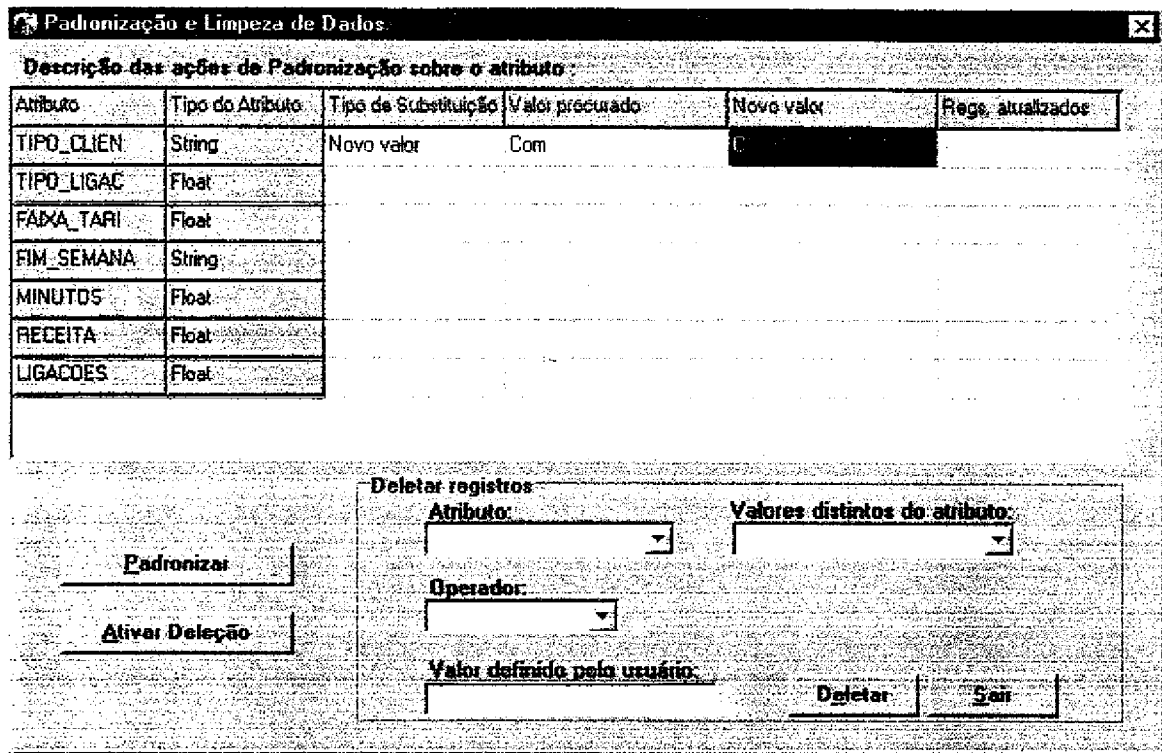 Padronização e Limpeza de Dados
Descrição das ações de Padronização sobre o atributo :
Atributo Tipo do Atributo Tipo de Substituição Valor procurado Novo valor Regs. atualizados
TIPO_CLIEN String Novo valor Com C
TIPO_LIGAC Float
FAIXA_TARI Float
FIM_SEMANA String
MINUTOS Float
RECEITA Float
LIGACOES Float
Deletar registros
Atributo: Valores distintos do atributo:
Padronizar
Operador:
Ativar Deleção
Valor definido pelo usuário:
Deletar Sair